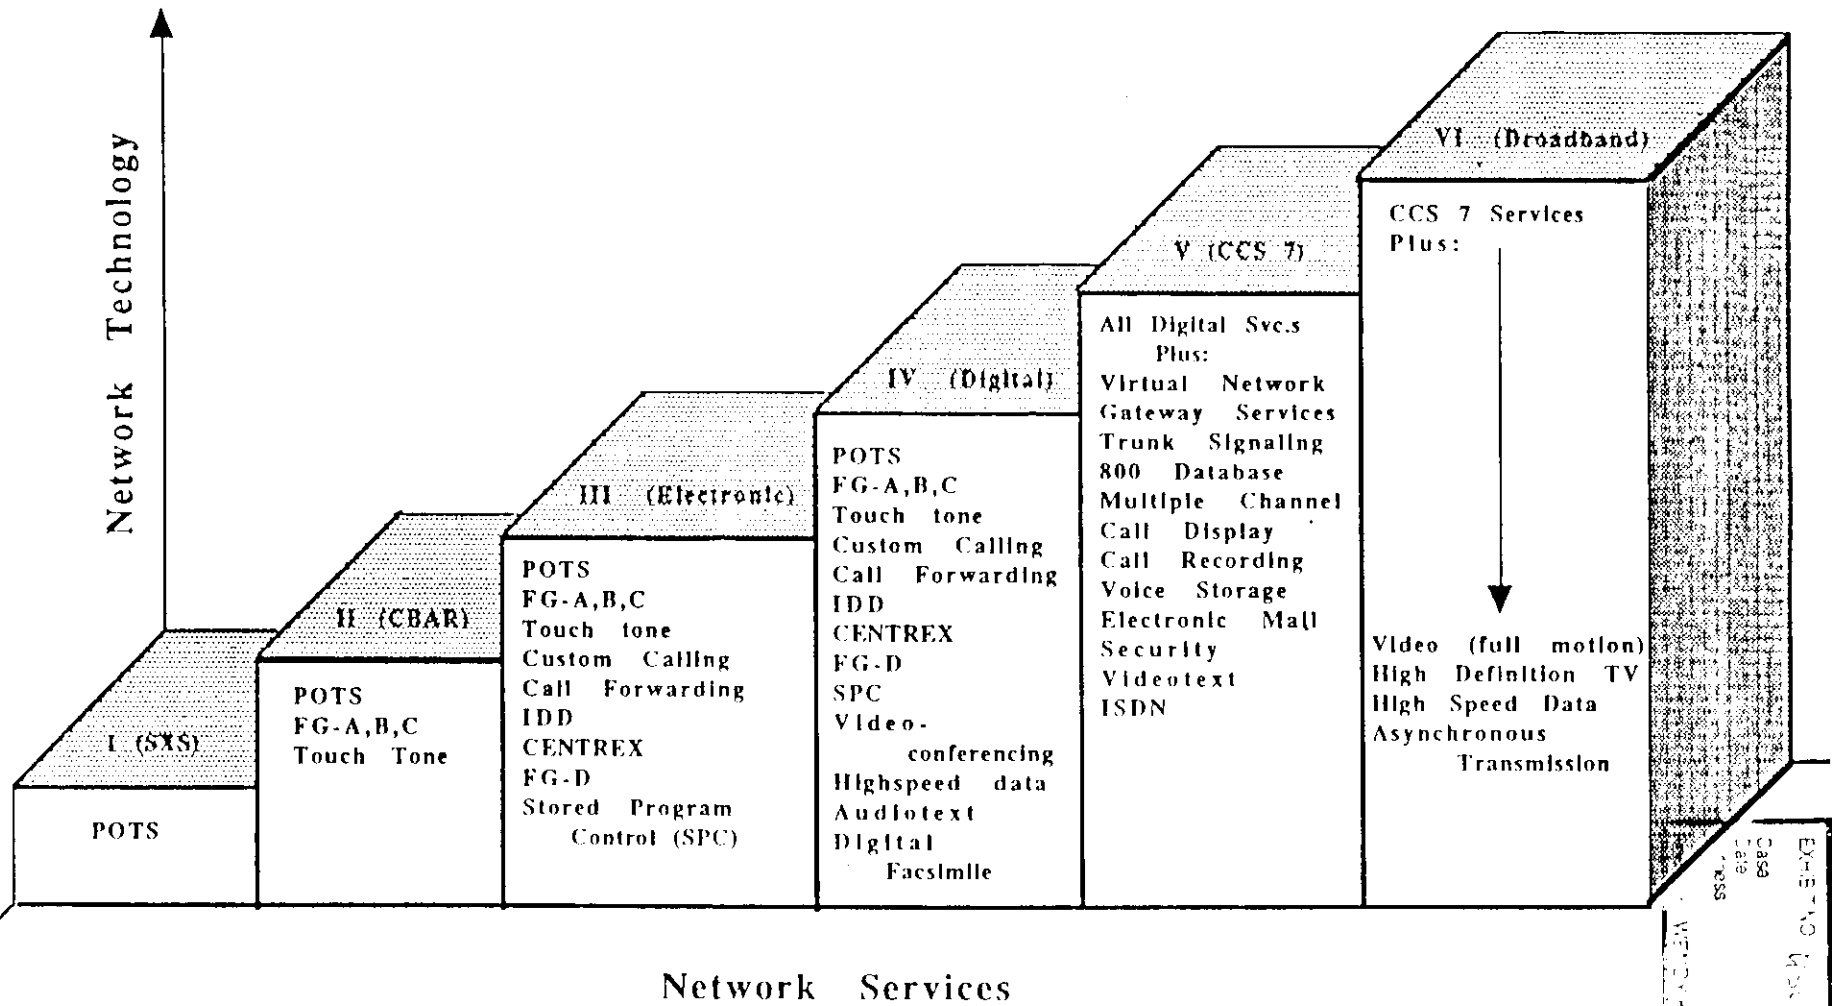 Network Technology
I (SXS)
POTS
II (CBAR)
POTS
FG-A,B,C
Touch Tone
III (Electronic)
POTS
FG-A,B,C
Touch tone
Custom Calling
Call Forwarding
IDD
CENTREX
FG-D
Stored Program
Control (SPC)
IV (Digital)
POTS
FG-A,B,C
Touch tone
Custom Calling
Call Forwarding
IDD
CENTREX
FG-D
SPC
Video-
conferencing
Highspeed data
Audiotext
Digital
Facsimile
V (CCS 7)
All Digital Svc.s
Plus:
Virtual Network
Gateway Services
Trunk Signaling
800 Database
Multiple Channel
Call Display
Call Recording
Voice Storage
Electronic Mail
Security
Videotext
ISDN
VI (Broadband)
CCS 7 Services
Plus:
Video (full motion)
High Definition TV
High Speed Data
Asynchronous
Transmission
Network Services
Case